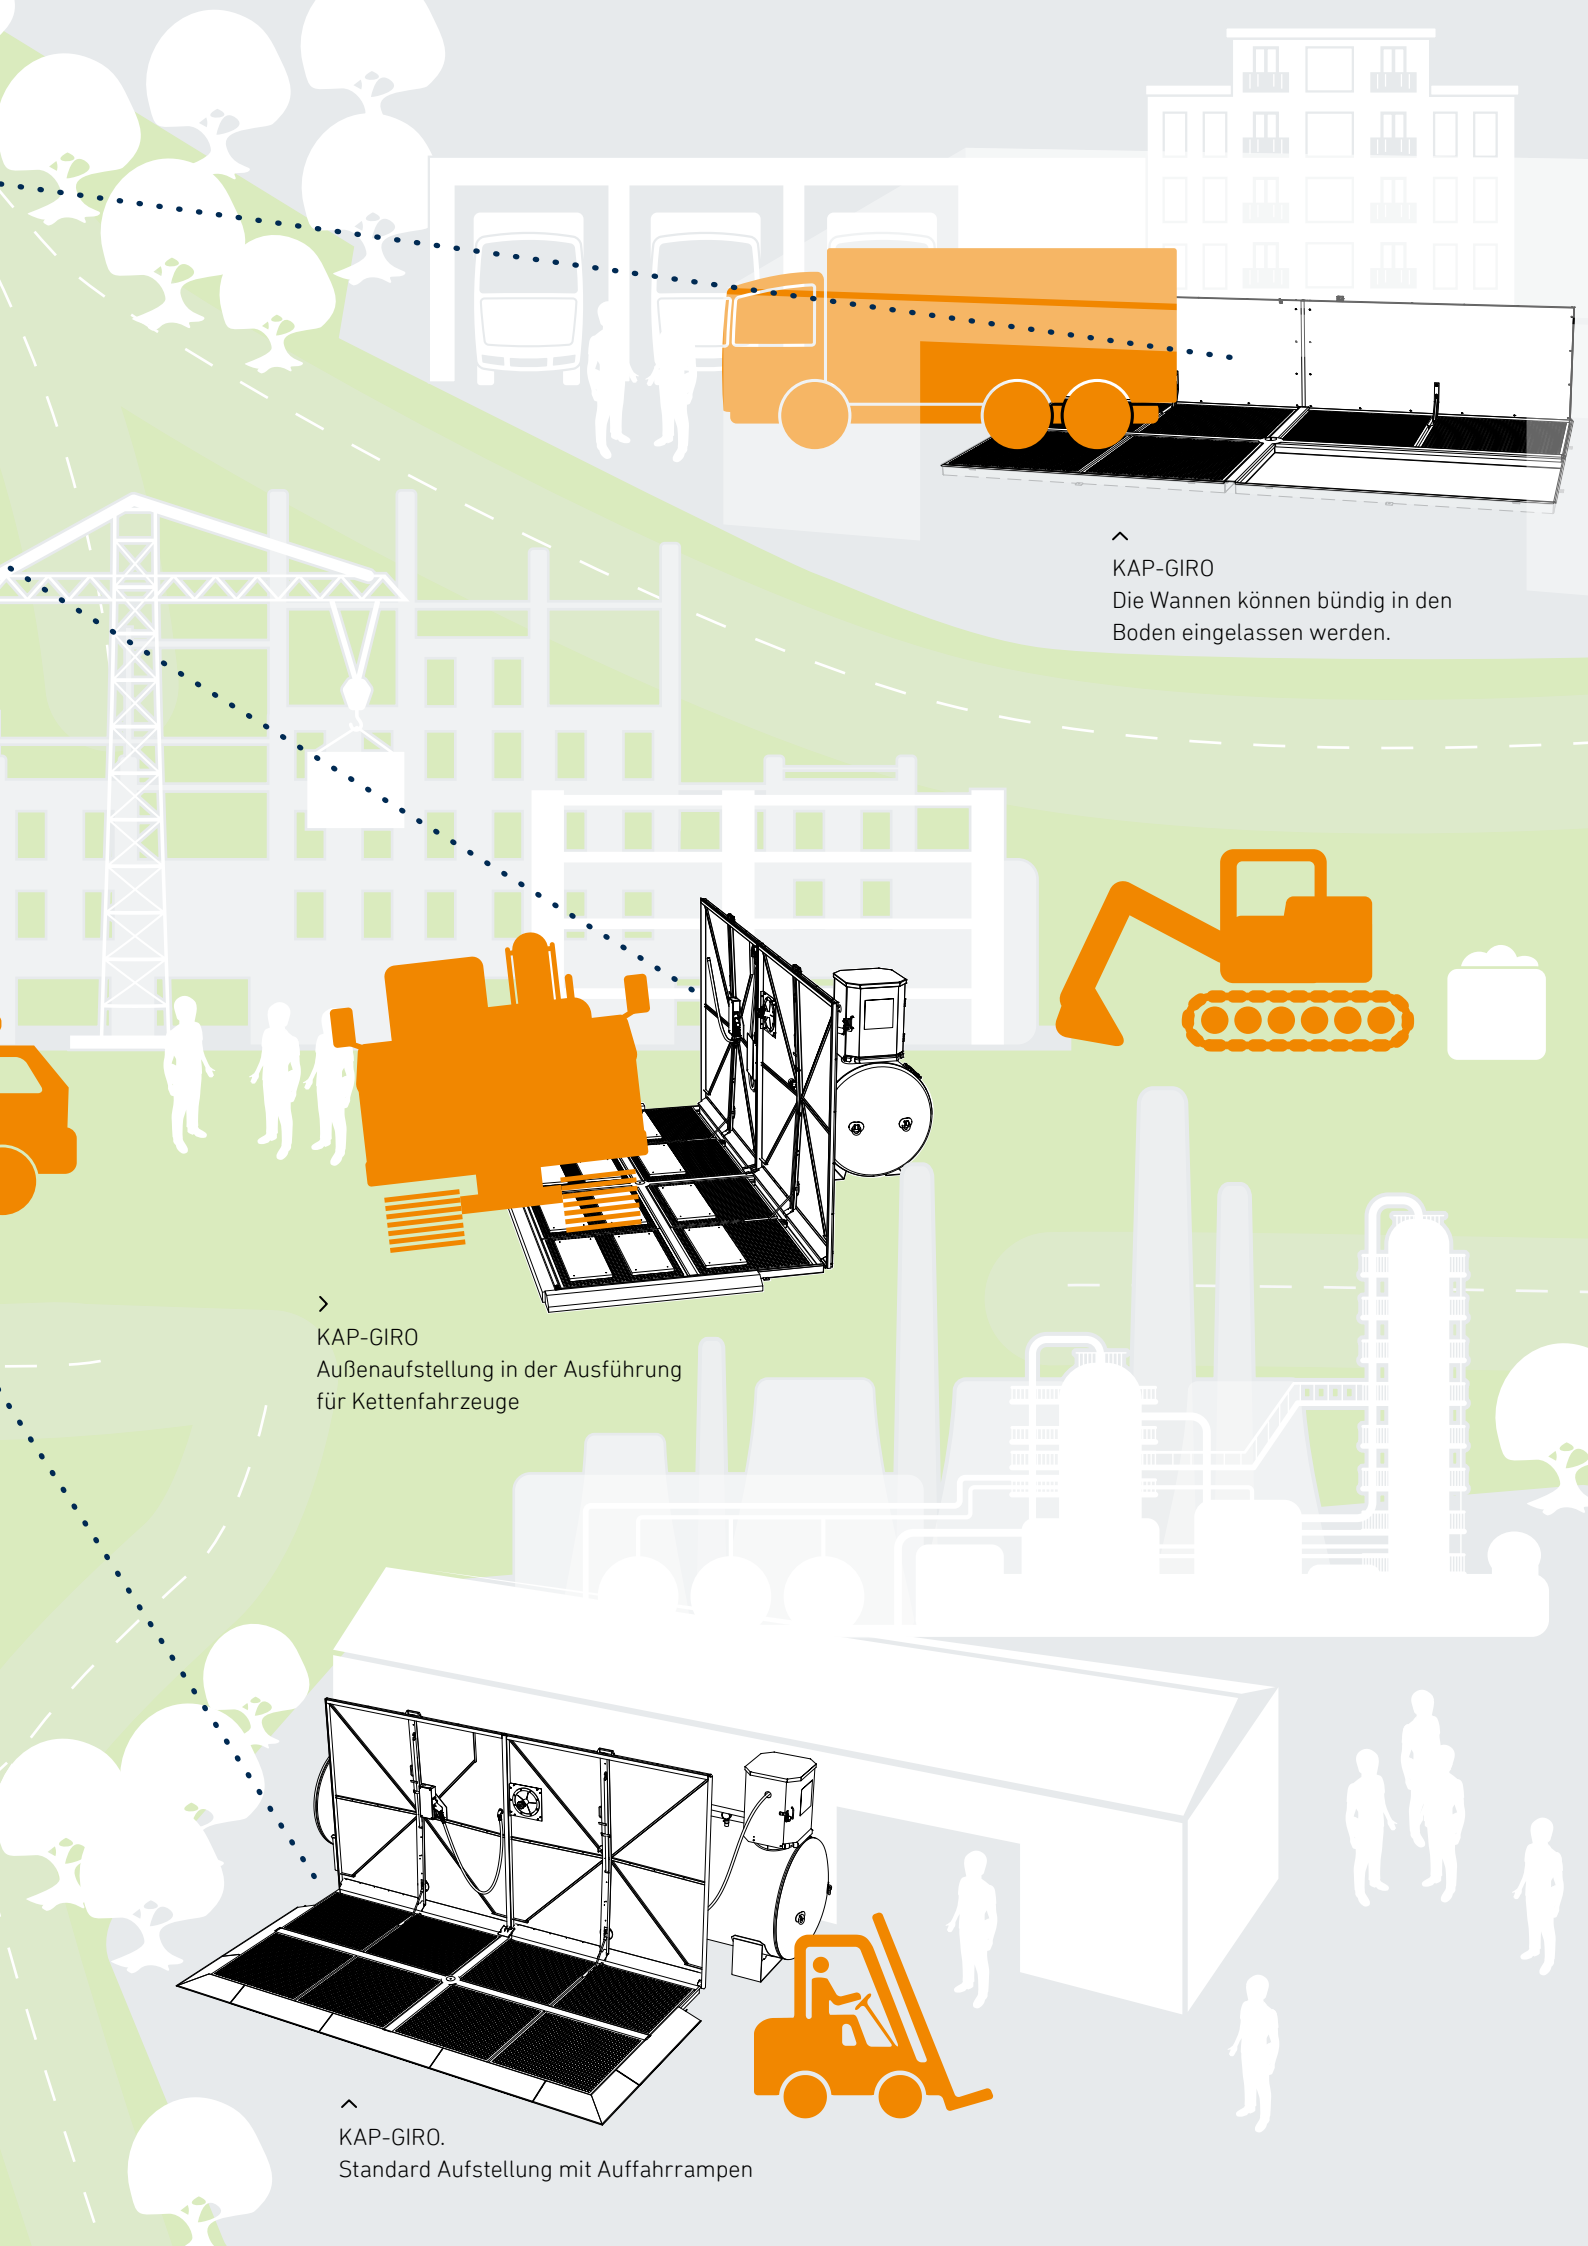 KAP-GIRO
Die Wannen können bündig in den
Boden eingelassen werden.
KAP-GIRO
Außenaufstellung in der Ausführung
für Kettenfahrzeuge
KAP-GIRO.
Standard Aufstellung mit Auffahrrampen